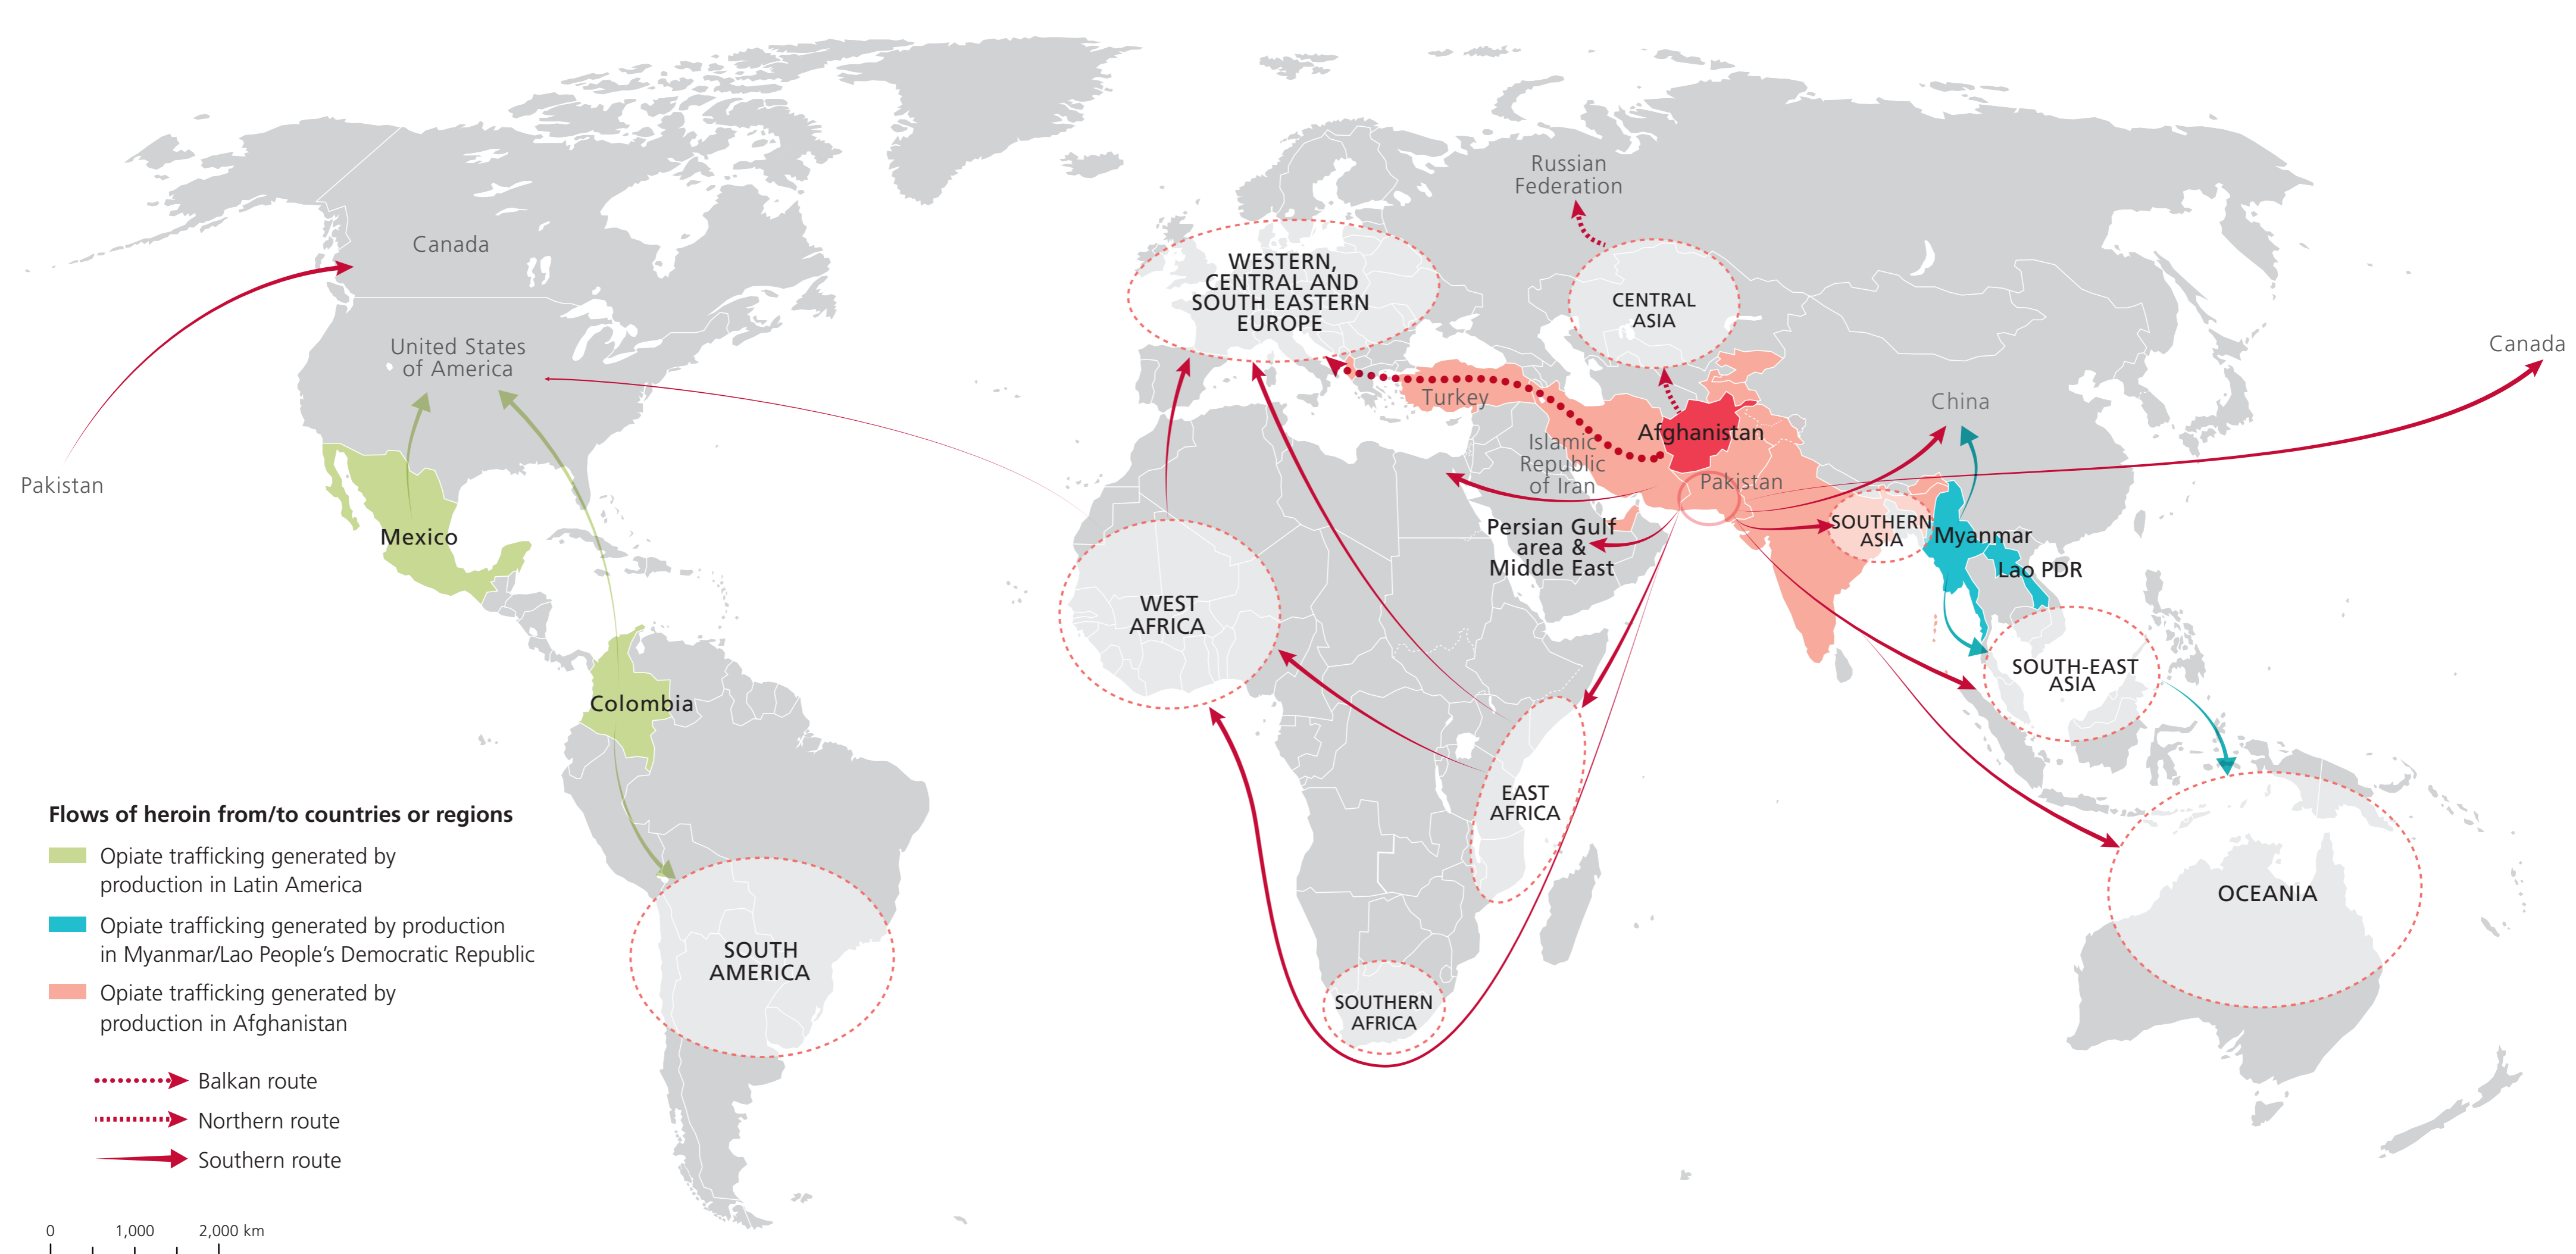 Russian
Federation
Canada
WESTERN,
CENTRAL AND
SOUTH EASTERN
EUROPE
CENTRAL
ASIA
United States
of America
Canada
Turkey
China
Afghanistan
Islamic
Republic
of Iran
Pakistan
Pakistan
Mexico
Persian Gulf
area &
Middle East
SOUTHERN
ASIA
Myanmar
Lao PDR
WEST
AFRICA
SOUTH-EAST
ASIA
Colombia
EAST
AFRICA
OCEANIA
SOUTH
AMERICA
SOUTHERN
AFRICA
Flows of heroin from/to countries or regions
Opiate trafficking generated by
production in Latin America
Opiate trafficking generated by production
in Myanmar/Lao People's Democratic Republic
Opiate trafficking generated by
production in Afghanistan
Balkan route
Northern route
Southern route
0 1,000 2,000 km